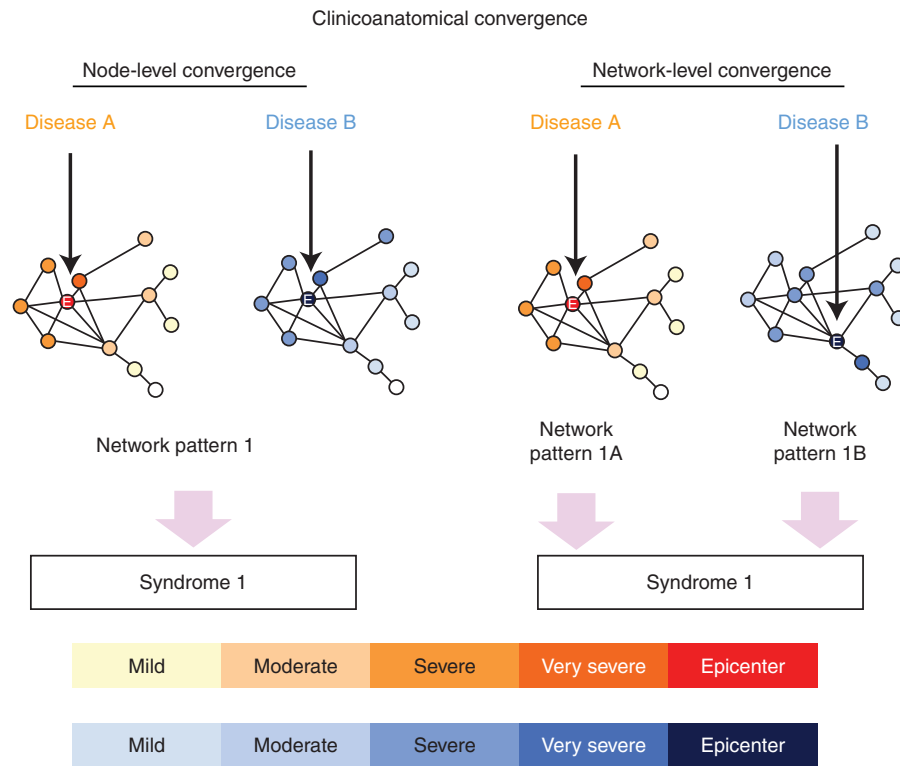 Clinicoanatomical convergence
Node-level convergence
Network-level convergence
Disease A
Disease B
Disease A
Disease B
E
E
E
E
Network pattern 1
Network
pattern 1A
Network
pattern 1B
Syndrome 1
Syndrome 1
Mild
Moderate
Severe
Very severe
Epicenter
Mild
Moderate
Severe
Very severe
Epicenter